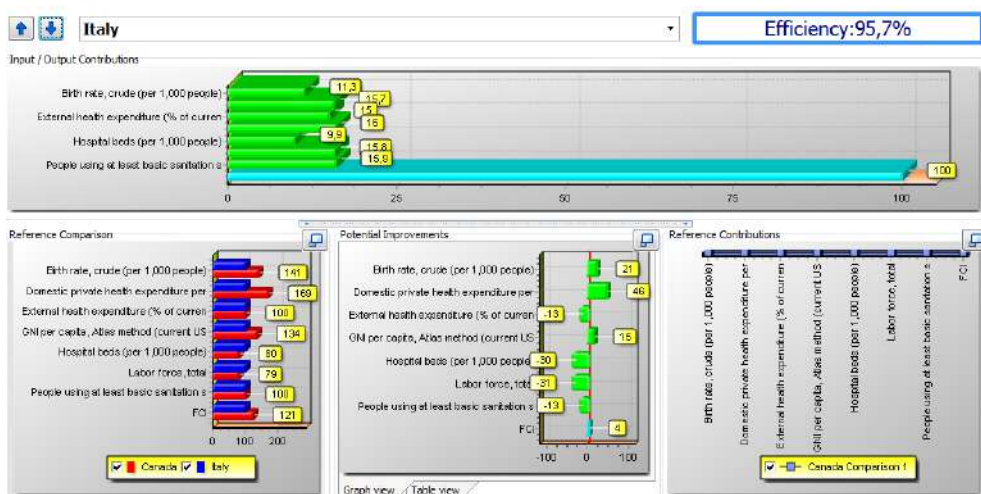 Italy
Efficiency:95,7%
Input / Output Contributions
11,3
Birth rate, crude (per 1,000 people)
15,7
15
External health expenditure (% of curren
16
9,9
Hospital beds (per 1,000 people)
15,8
15,9
People using at least basic sanitation s
100
0 25 50 75 100
Reference Comparison
Birth rate, crude (per 1,000 people)
141
Domestic private health expenditure per
169
External health expenditure (% of curren
100
GNI per capita, Atlas method (current US
134
Hospital beds (per 1,000 people)
80
Labor force, total
79
People using at least basic sanitation s
100
FCI
121
0 100 200
Canada Italy
Potential Improvements
Birth rate, crude (per 1,000 people)
21
Domestic private health expenditure per
46
External health expenditure (% of curren
-13
GNI per capita, Atlas method (current US
15
Hospital beds (per 1,000 people
-30
Labor force, tota
-31
People using at least basic sanitation s
-13
FCI
4
-100 0 100
Graph view Table view
Reference Contributions
Birth rate, crude (per 1,000 people)
Domestic private health expenditure per
External health expenditure (% of curren
GNI per capita, Atlas method (current US
Hospital beds (per 1,000 people)
Labor force, total
People using at least basic sanitation s
FCI
Canada Comparison 1